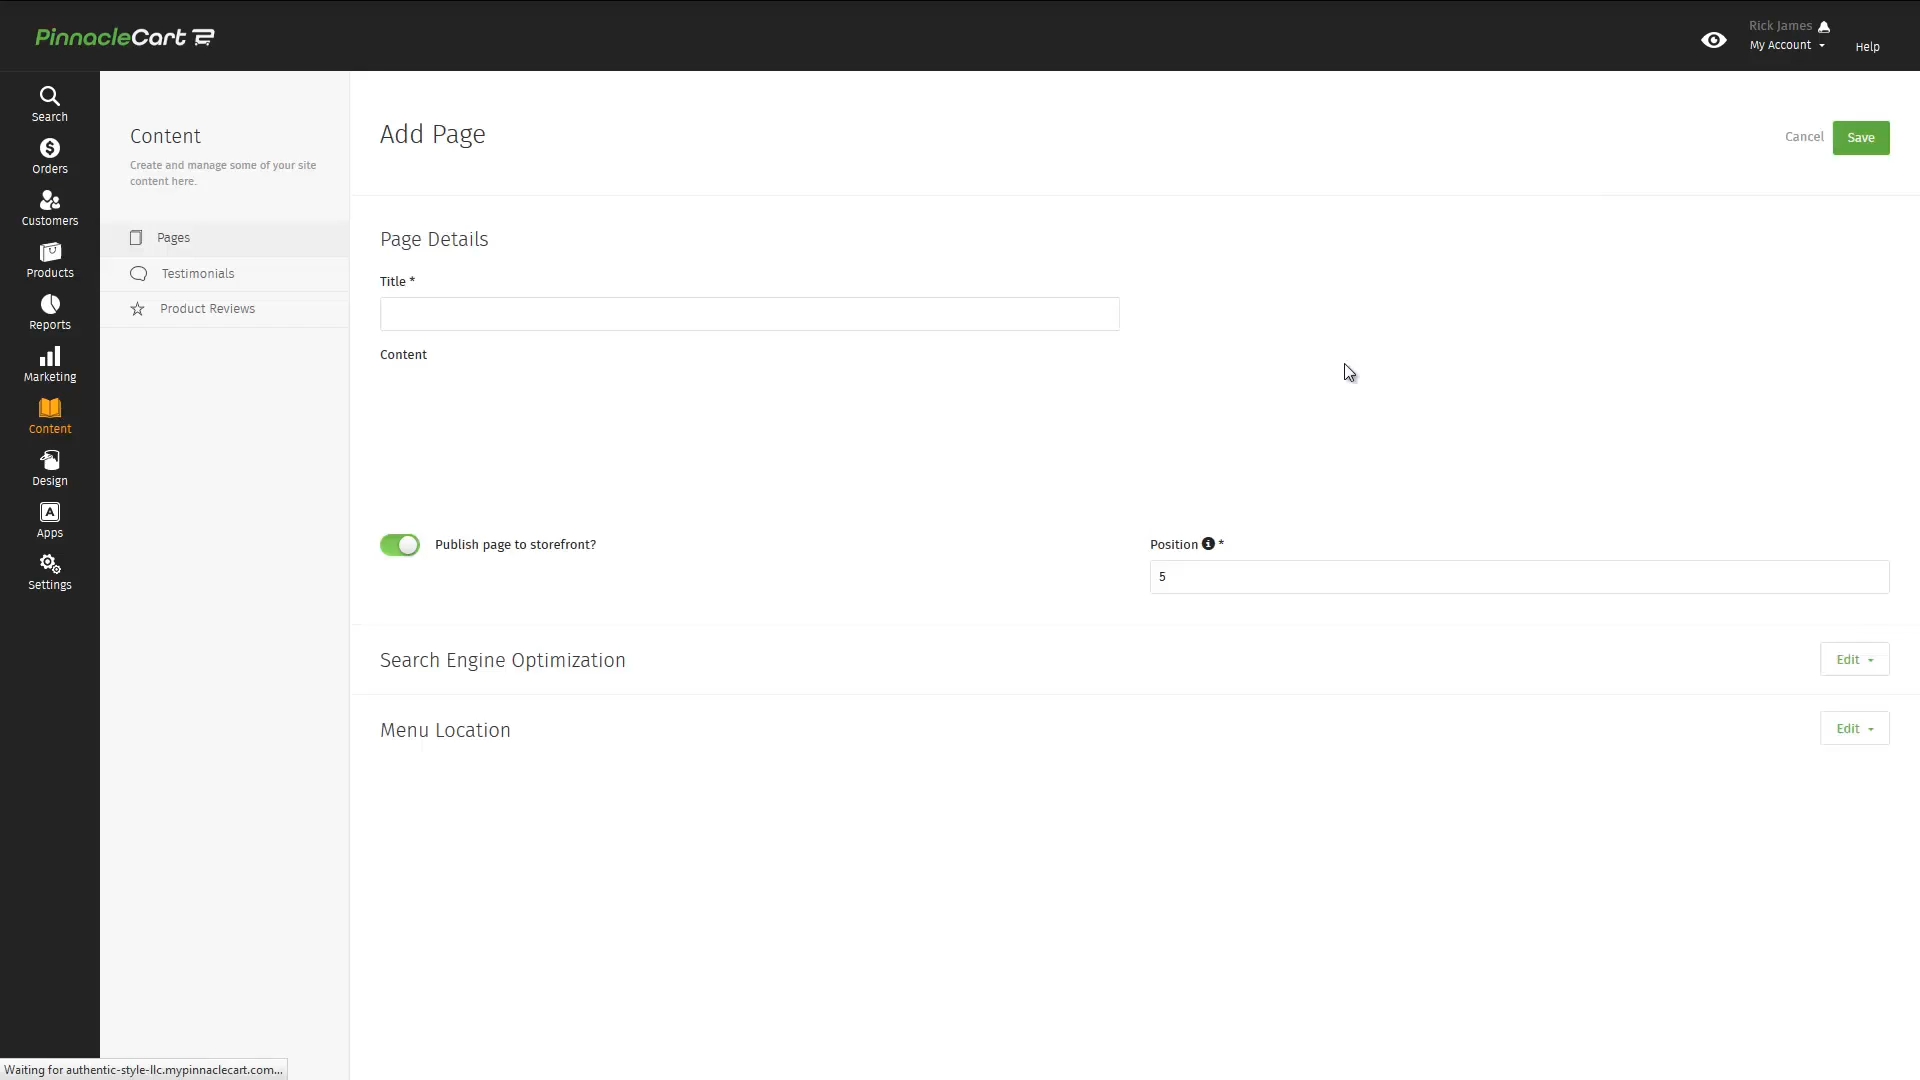 PinnacleCart
Rick James
My Account
Help
Search
Orders
Customers
Products
Reports
Marketing
Content
Design
Apps
Settings
Content
Create and manage some of your site
content here.
Pages
Testimonials
Product Reviews
Add Page
Cancel
Save
Page Details
Title *
Content
Publish page to storefront?
Position *
5
Search Engine Optimization
Edit
Menu Location
Edit
Waiting for authentic-style-llc.mypinnaclecart.com...